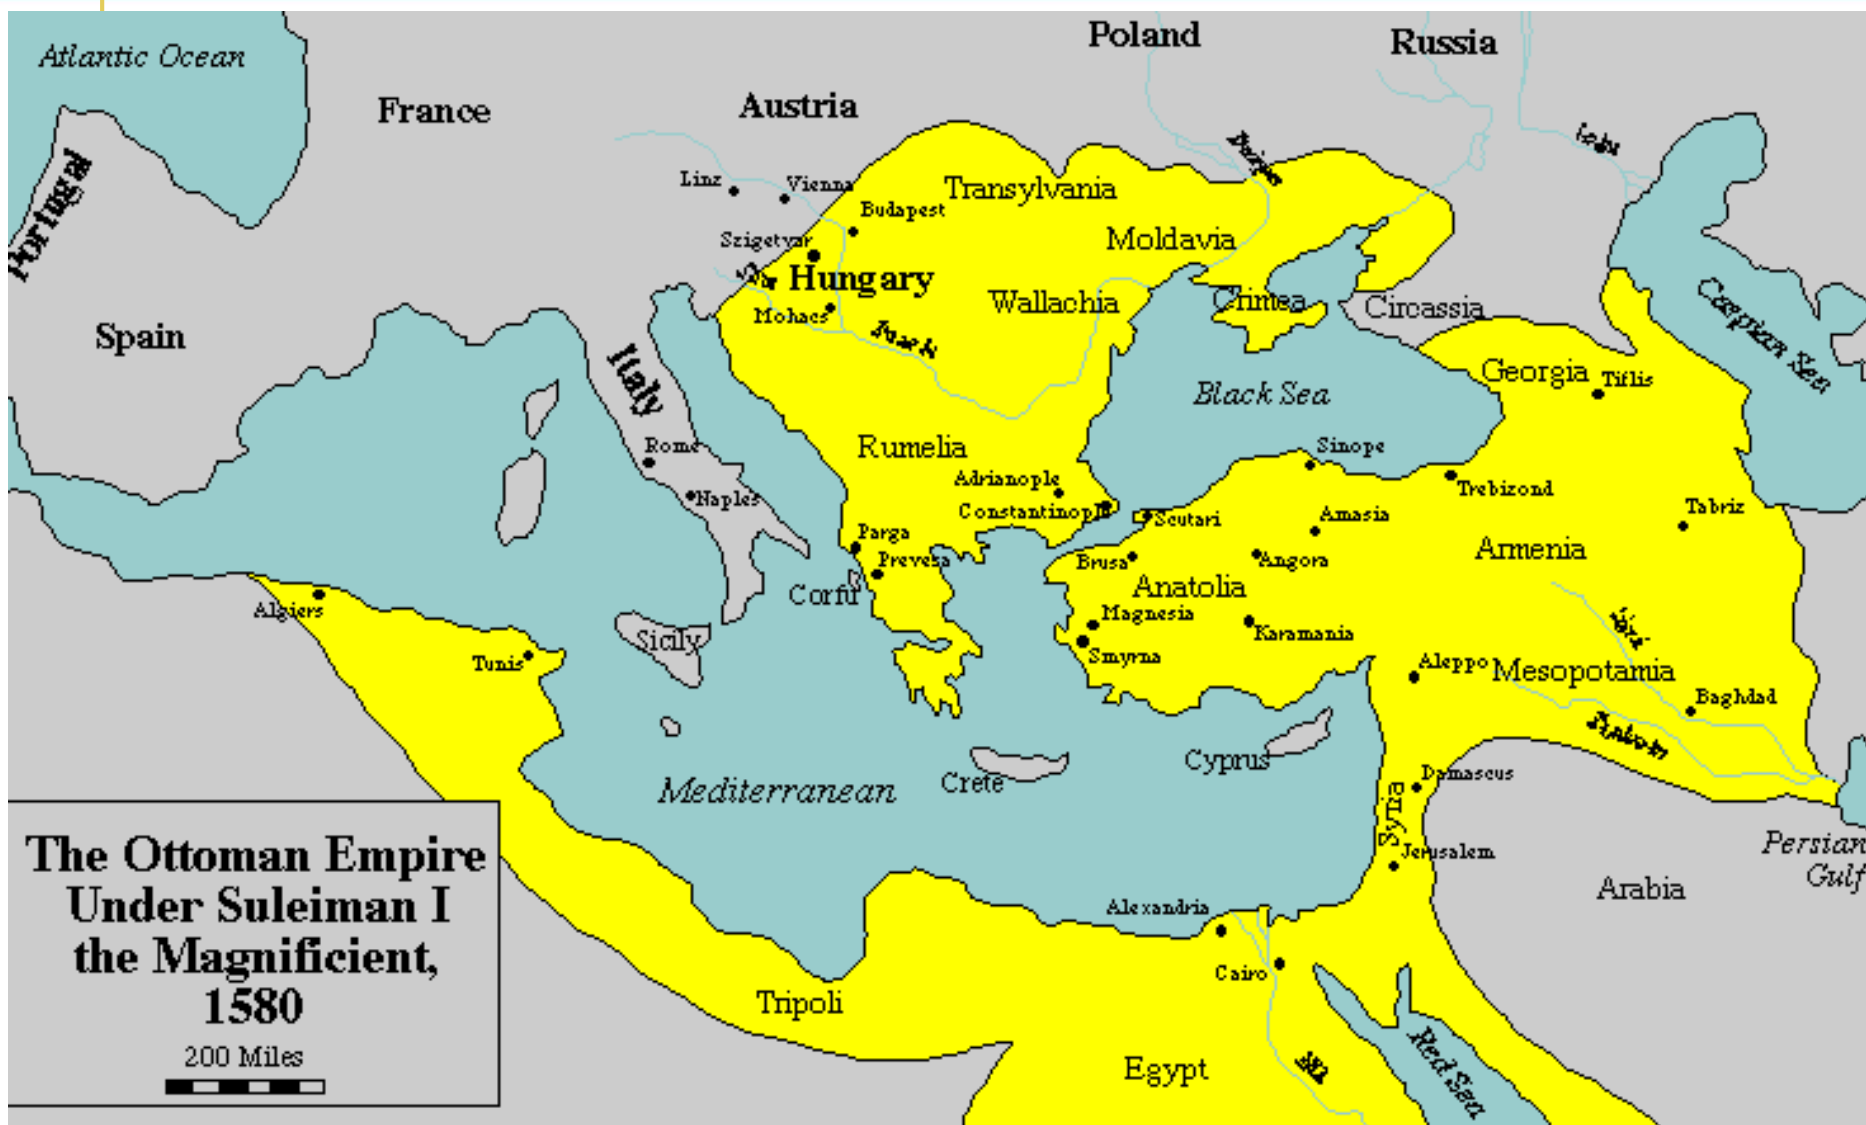 Atlantic Ocean
Poland
Russia
France
Austria
Portugal
Linz
Vienna
Transylvania
Budapest
Szigetvar
Moldavia
Hungary
Wallachia
Crimea
Circassia
Mohacs
Caspian Sea
Spain
Italy
Black Sea
Georgia
Tiflis
Rome
Rumelia
Sinope
Adrianople
Naples
Constantinople
Scutari
Trebizond
Amasia
Tabriz
Parga
Prevesa
Brusa
Angora
Armenia
Corfu
Anatolia
Algiers
Magnesia
Karamania
Sicily
Tunis
Smyrna
Aleppo
Mesopotamia
Baghdad
Cyprus
Crete
Mediterranean
Damascus
Syria
Jerusalem
Persian
Gulf
Arabia
Alexandria
Cairo
Tripoli
Egypt
Red Sea
The Ottoman Empire
Under Suleiman I
the Magnificient,
1580
200 Miles